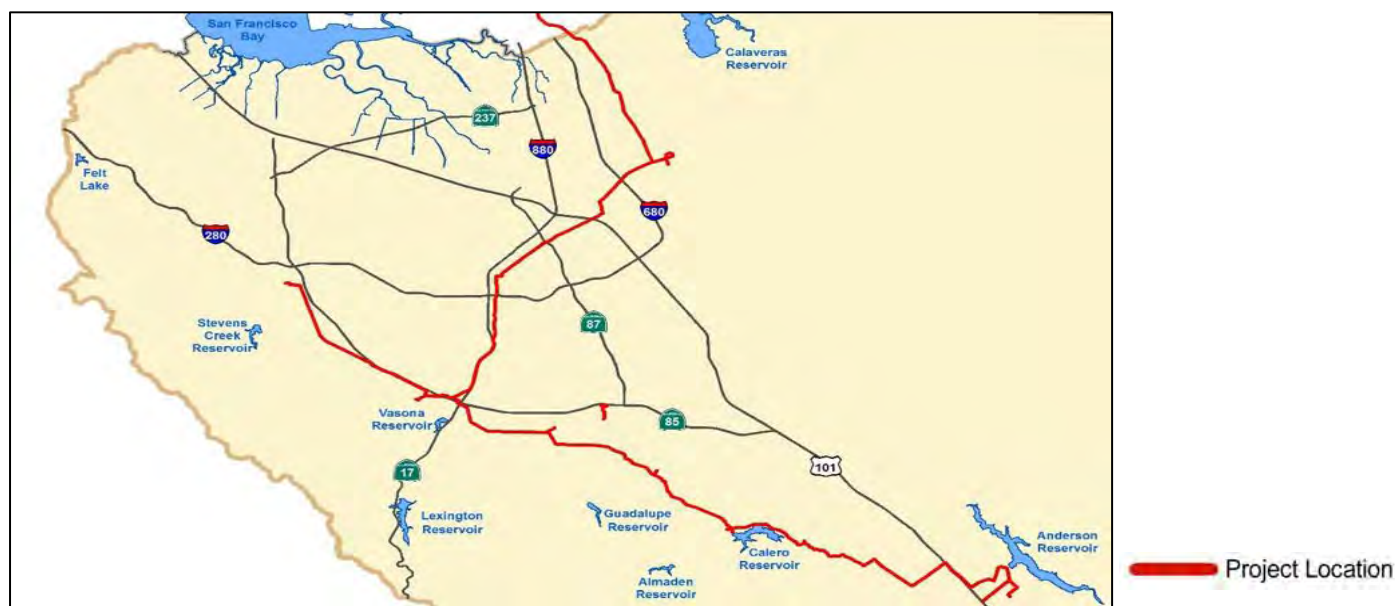 San Francisco
Bay
Calaveras
Reservoir
237
880
Felt
Lake
680
280
Stevens
Creek
Reservoir
87
Vasona
Reservoir
85
101
17
Lexington
Reservoir
Guadalupe
Reservoir
Calero
Reservoir
Anderson
Reservoir
Almaden
Reservoir
Project Location